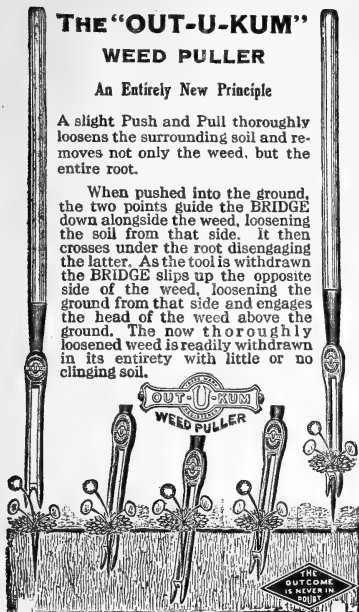 THE "OUT-U-KUM"
WEED PULLER
An Entirely New Principle
A slight Push and Pull thoroughly
loosens the surrounding soil and re-
moves not only the weed, but the
entire root.
When pushed into the ground,
the two points guide the BRIDGE
down alongside the weed, loosening
the soil from that side. It then
crosses under the root disengaging
the latter. As the tool is withdrawn
the BRIDGE slips up the opposite
side of the weed, loosening the
ground from that side and engages
the head of the weed above the
ground. The now thoroughly
loosened weed is readily withdrawn
in its entirety with little or no
clinging soil.
TRADE MARK
OUT-U-KUM
WEED PULLER
THE
OUTCOME
IS NEVER IN
DOUBT